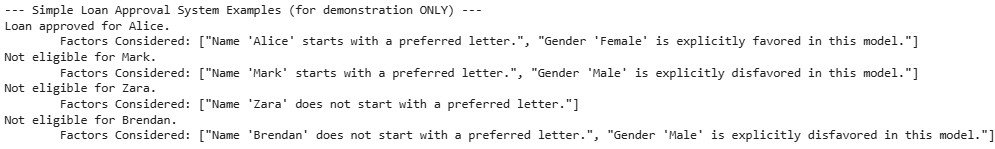 --- Simple Loan Approval System Examples (for demonstration ONLY) ---
Loan approved for Alice.
Factors Considered: ["Name 'Alice' starts with a preferred letter.", "Gender 'Female' is explicitly favored in this model."]
Not eligible for Mark.
Factors Considered: ["Name 'Mark' starts with a preferred letter.", "Gender 'Male' is explicitly disfavored in this model."]
Not eligible for Zara.
Factors Considered: ["Name 'Zara' does not start with a preferred letter."]
Not eligible for Brendan.
Factors Considered: ["Name 'Brendan' does not start with a preferred letter.", "Gender 'Male' is explicitly disfavored in this model."]